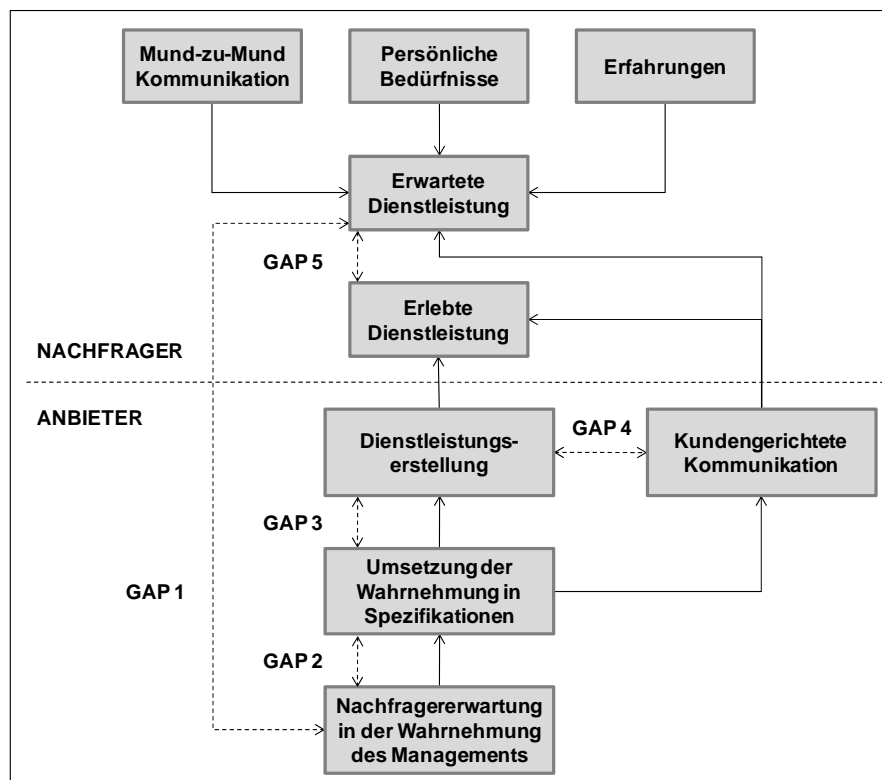 Mund-zu-Mund
Kommunikation
Persönliche
Bedürfnisse
Erfahrungen
Erwartete
Dienstleistung
GAP 5
Erlebte
Dienstleistung
NACHFRAGER
ANBIETER
Dienstleistungs-
erstellung
GAP 4
Kundengerichtete
Kommunikation
GAP 3
Umsetzung der
Wahrnehmung in
Spezifikationen
GAP 1
GAP 2
Nachfragererwartung
in der Wahrnehmung
des Managements